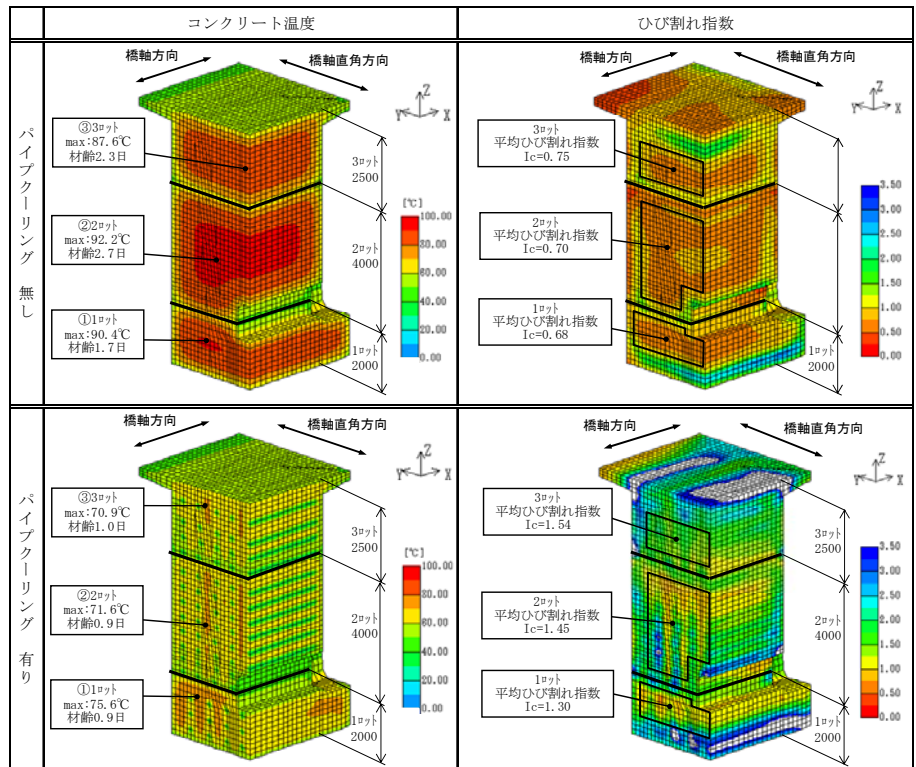 コンクリート温度
ひび割れ指数
パイプクーリング 無し
橋軸方向
橋軸直角方向
Z
Y
X
③3ロット
max:87.6℃
材齢2.3日
②2ロット
max:92.2℃
材齢2.7日
①1ロット
max:90.4℃
材齢1.7日
3ロット
2500
2ロット
4000
1ロット
2000
[℃]
100.00
80.00
60.00
40.00
20.00
0.00
橋軸方向
橋軸直角方向
Z
Y
X
3ロット
平均ひび割れ指数
Ic=0.75
2ロット
平均ひび割れ指数
Ic=0.70
1ロット
平均ひび割れ指数
Ic=0.68
3ロット
2500
2ロット
4000
1ロット
2000
3.50
3.00
2.50
2.00
1.50
1.00
0.50
0.00
パイプクーリング 有り
橋軸方向
橋軸直角方向
Z
Y
X
③3ロット
max:70.9℃
材齢1.0日
②2ロット
max:71.6℃
材齢0.9日
①1ロット
max:75.6℃
材齢0.9日
3ロット
2500
2ロット
4000
1ロット
2000
[℃]
100.00
80.00
60.00
40.00
20.00
0.00
橋軸方向
橋軸直角方向
Z
Y
X
3ロット
平均ひび割れ指数
Ic=1.54
2ロット
平均ひび割れ指数
Ic=1.45
1ロット
平均ひび割れ指数
Ic=1.30
3ロット
2500
2ロット
4000
1ロット
2000
3.50
3.00
2.50
2.00
1.50
1.00
0.50
0.00